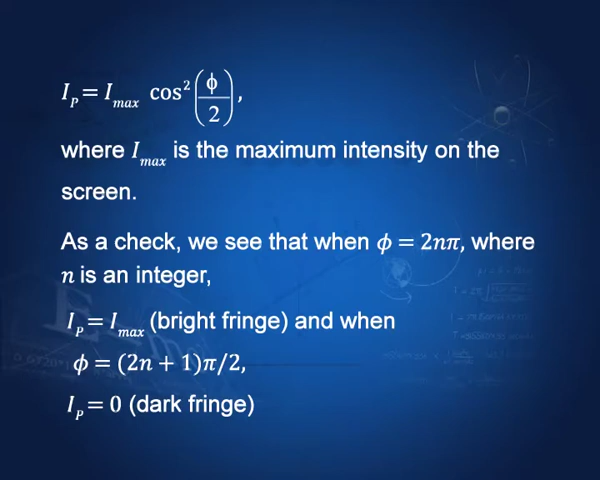 I_P = I_max cos²(ϕ/2),
where I_max is the maximum intensity on the
screen.
As a check, we see that when ϕ = 2nπ, where
n is an integer,
I_P = I_max (bright fringe) and when
ϕ = (2n + 1)π/2,
I_P = 0 (dark fringe)